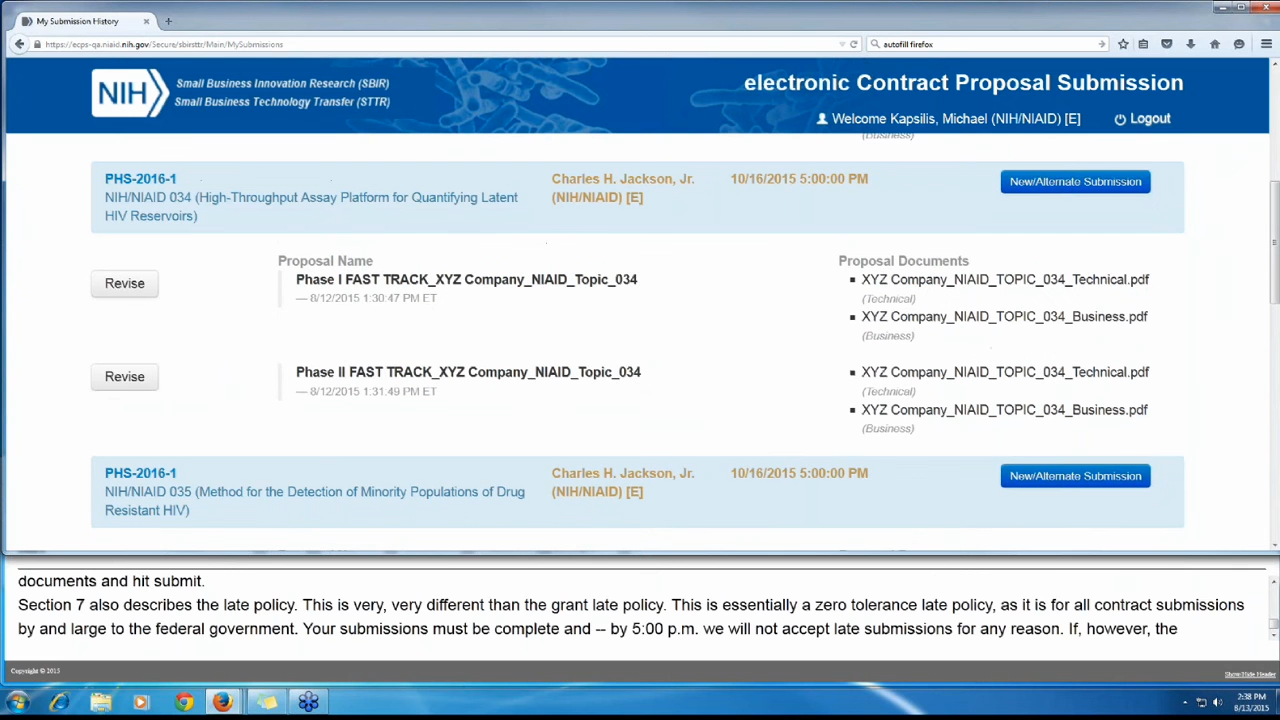 My Submission History
https://ecps-qa.niaid.nih.gov/Secure/sbirsttr/Main/MySubmissions
autofill firefox
NIH
Small Business Innovation Research (SBIR)
Small Business Technology Transfer (STTR)
electronic Contract Proposal Submission
Welcome Kapsilis, Michael (NIH/NIAID) [E]
Logout
(Business)
PHS-2016-1
NIH/NIAID 034 (High-Throughput Assay Platform for Quantifying Latent
HIV Reservoirs)
Charles H. Jackson, Jr.
(NIH/NIAID) [E]
10/16/2015 5:00:00 PM
New/Alternate Submission
Proposal Name
Proposal Documents
Revise
Phase I FAST TRACK_XYZ Company_NIAID_Topic_034
— 8/12/2015 1:30:47 PM ET
XYZ Company_NIAID_TOPIC_034_Technical.pdf
(Technical)
XYZ Company_NIAID_TOPIC_034_Business.pdf
(Business)
Revise
Phase II FAST TRACK_XYZ Company_NIAID_Topic_034
— 8/12/2015 1:31:49 PM ET
XYZ Company_NIAID_TOPIC_034_Technical.pdf
(Technical)
XYZ Company_NIAID_TOPIC_034_Business.pdf
(Business)
PHS-2016-1
NIH/NIAID 035 (Method for the Detection of Minority Populations of Drug
Resistant HIV)
Charles H. Jackson, Jr.
(NIH/NIAID) [E]
10/16/2015 5:00:00 PM
New/Alternate Submission
documents and hit submit.
Section 7 also describes the late policy. This is very, very different than the grant late policy. This is essentially a zero tolerance late policy, as it is for all contract submissions
by and large to the federal government. Your submissions must be complete and -- by 5:00 p.m. we will not accept late submissions for any reason. If, however, the
Copyright © 2015
Show/Hide Header
2:38 PM
8/13/2015